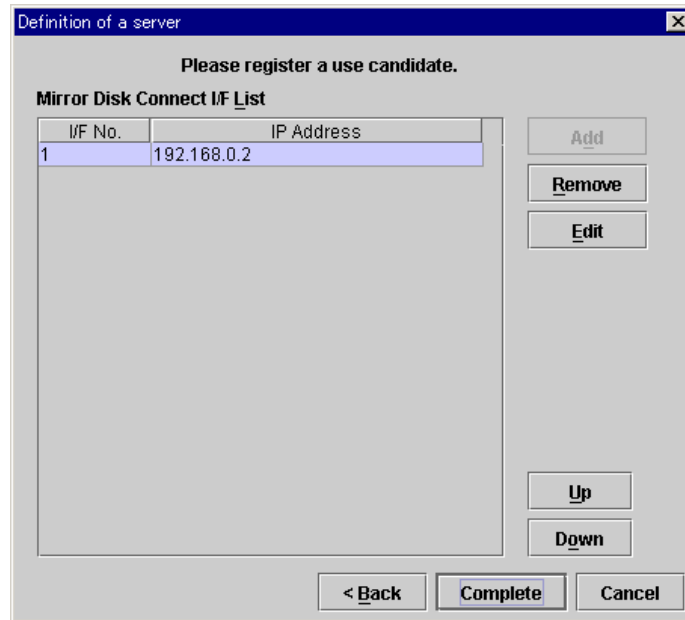 Definition of a server
Please register a use candidate.
Mirror Disk Connect I/F List
I/F No. IP Address
1 192.168.0.2
Add
Remove
Edit
Up
Down
< Back Complete Cancel